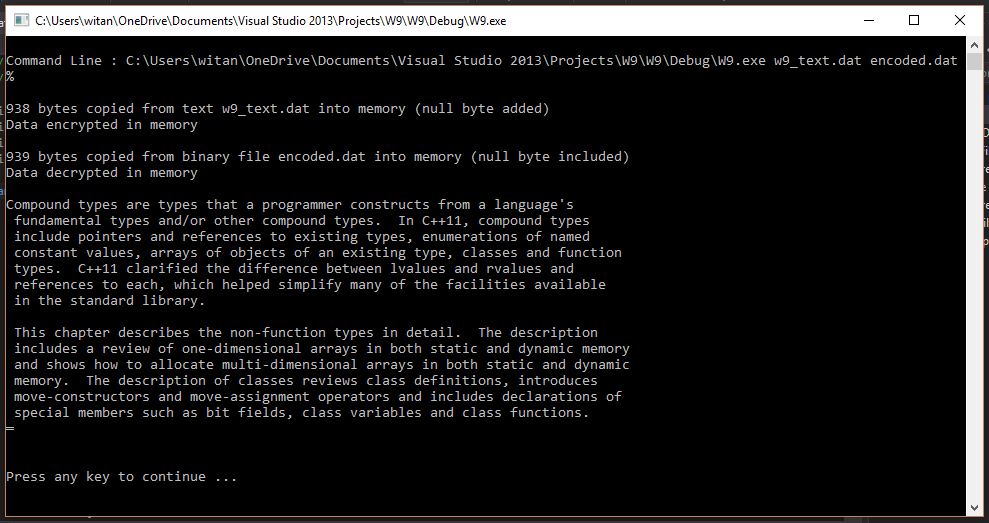 C:\Users\witan\OneDrive\Documents\Visual Studio 2013\Projects\W9\W9\Debug\W9.exe
Command Line : C:\Users\witan\OneDrive\Documents\Visual Studio 2013\Projects\W9\W9\Debug\W9.exe w9_text.dat encoded.dat
%
938 bytes copied from text w9_text.dat into memory (null byte added)
Data encrypted in memory
939 bytes copied from binary file encoded.dat into memory (null byte included)
Data decrypted in memory
Compound types are types that a programmer constructs from a language's
fundamental types and/or other compound types.  In C++11, compound types
include pointers and references to existing types, enumerations of named
constant values, arrays of objects of an existing type, classes and function
types.  C++11 clarified the difference between lvalues and rvalues and
references to each, which helped simplify many of the facilities available
in the standard library.
This chapter describes the non-function types in detail.  The description
includes a review of one-dimensional arrays in both static and dynamic memory
and shows how to allocate multi-dimensional arrays in both static and dynamic
memory.  The description of classes reviews class definitions, introduces
move-constructors and move-assignment operators and includes declarations of
special members such as bit fields, class variables and class functions.
═
Press any key to continue ...